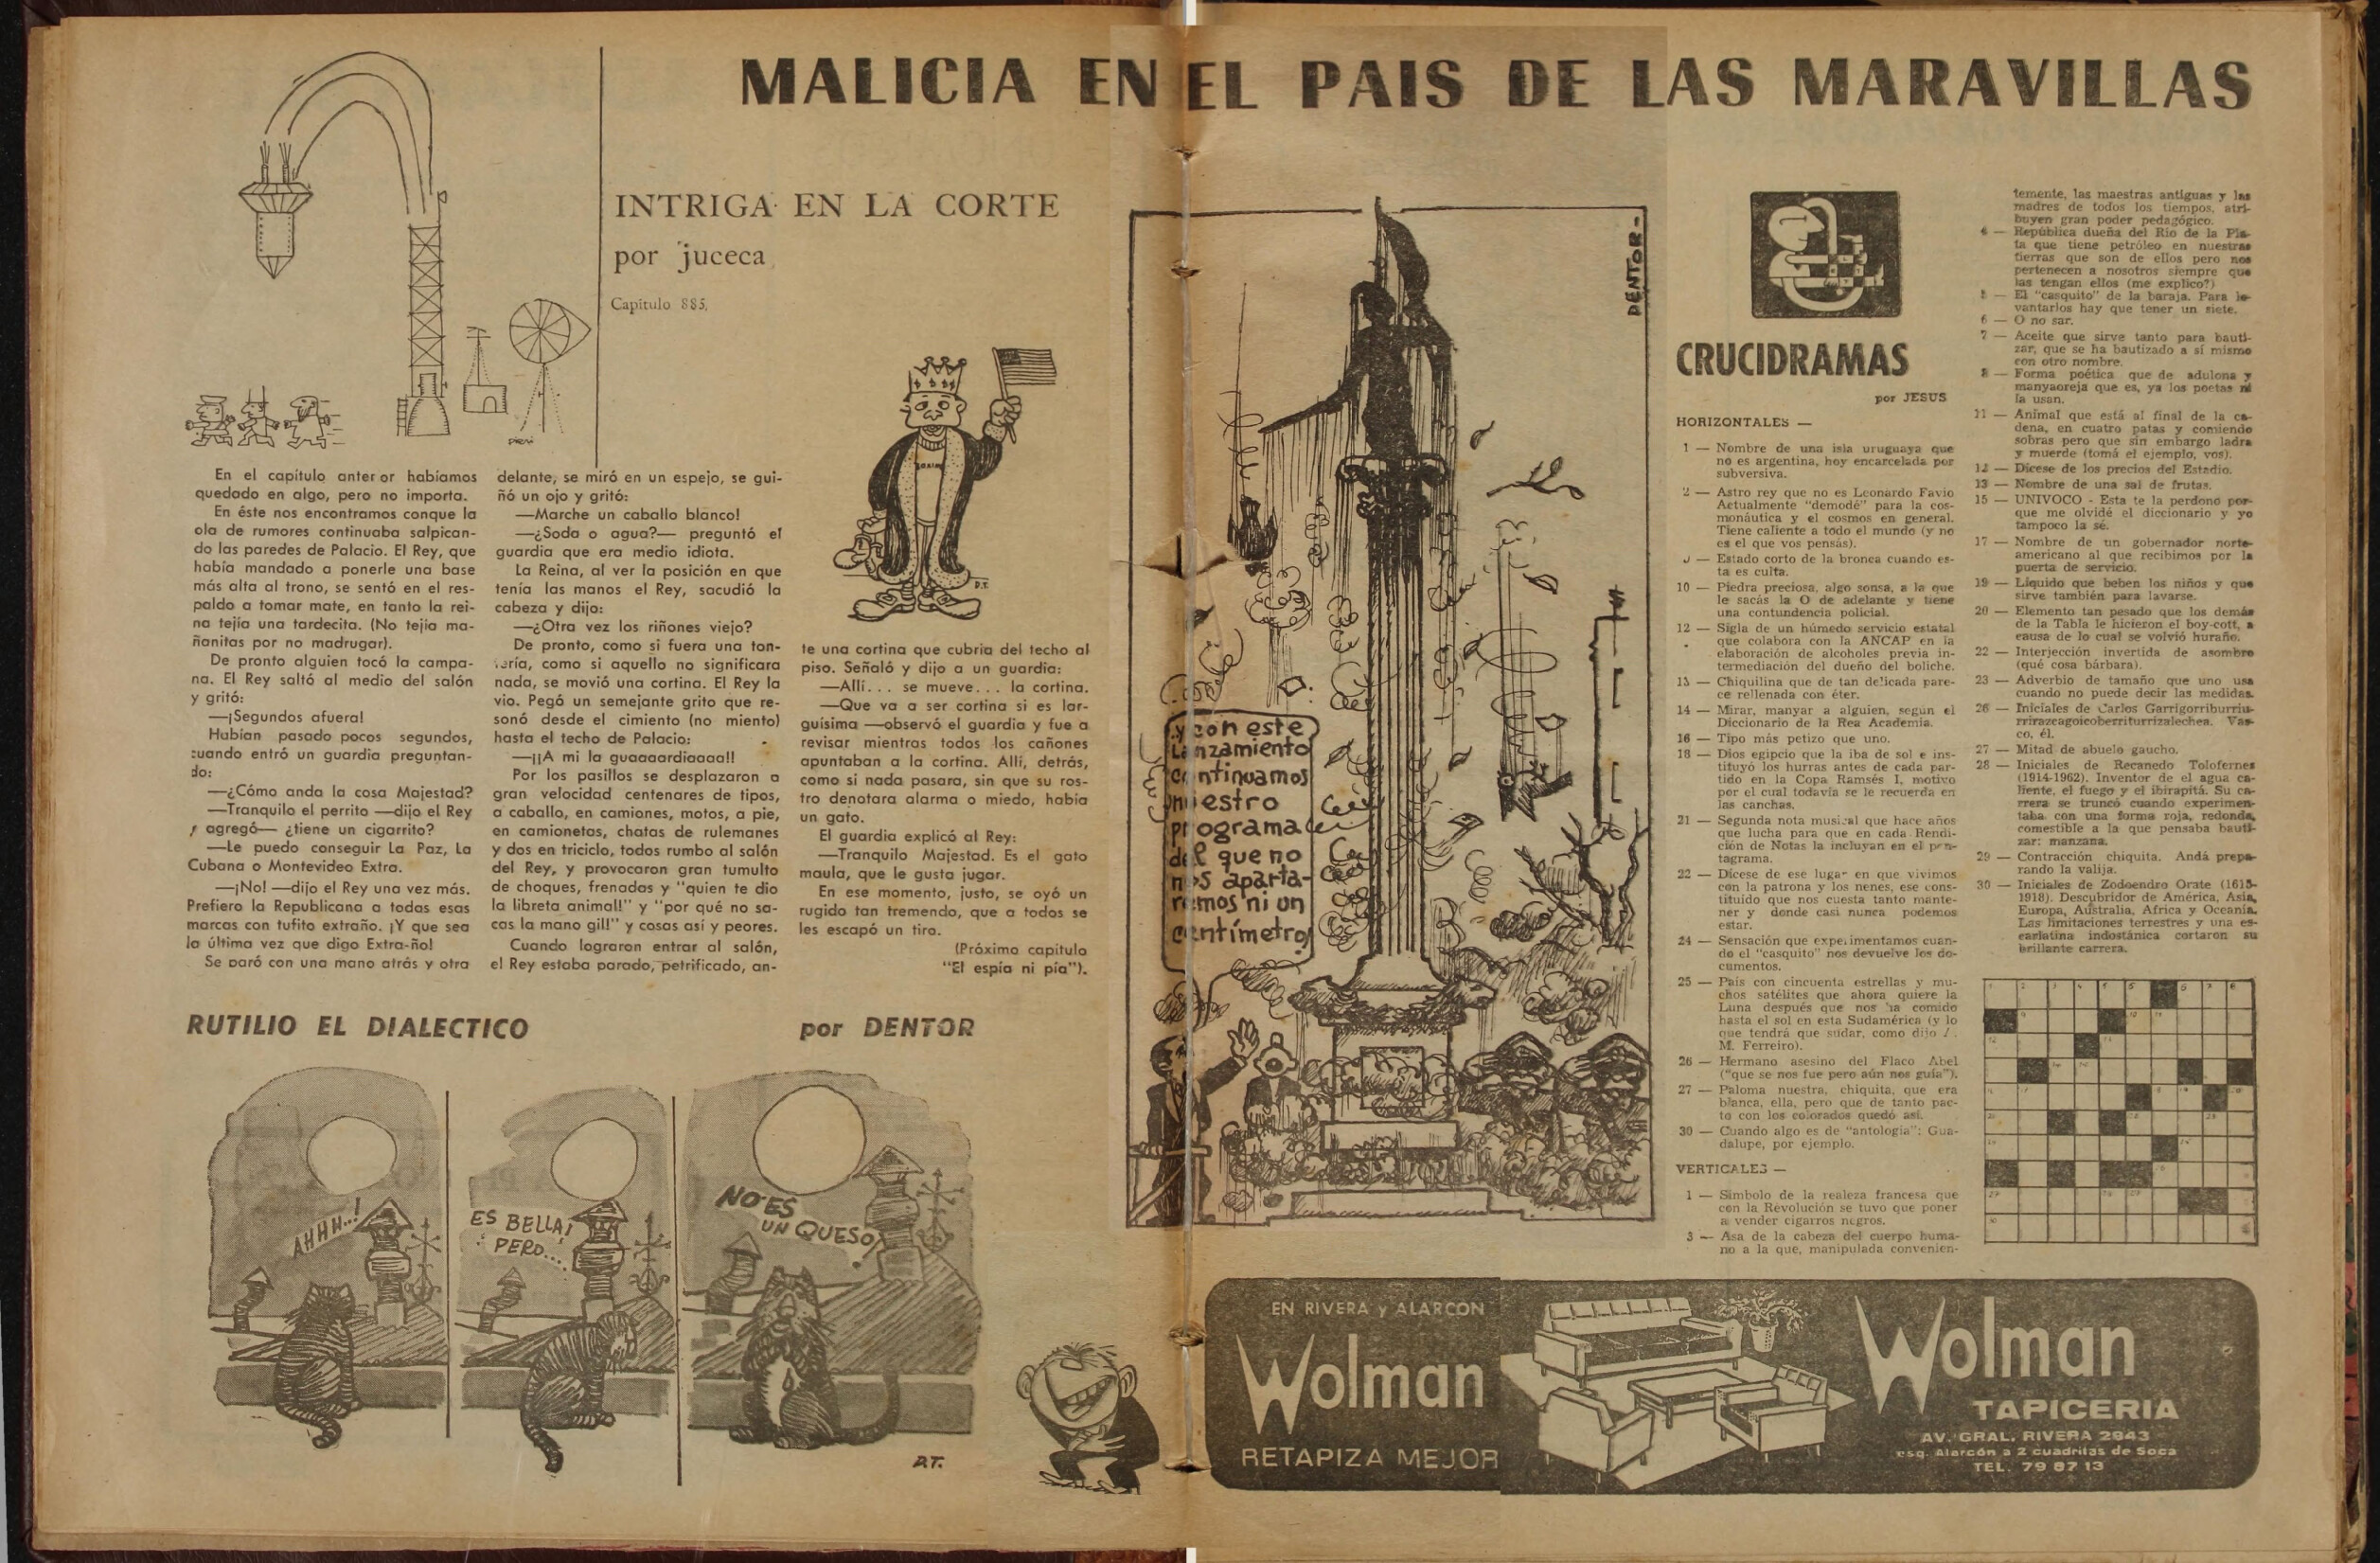 MALICIA EN EL PAIS DE LAS MARAVILLAS
INTRIGA EN LA CORTE
por juceca
Capítulo 885.
En el capítulo anter or habíamos
quedado en algo, pero no importa.
En éste nos encontramos conque la
ola de rumores continuaba salpican-
do las paredes de Palacio. El Rey, que
había mandado a ponerle una base
más alta al trono, se sentó en el res-
paldo a tomar mate, en tanto la rei-
na tejía una tardecita. (No tejía ma-
ñanitas por no madrugar).
De pronto alguien tocó la campa-
na. El Rey saltó al medio del salón
y gritó:
—¡Segundos afuera!
Habían pasado pocos segundos,
cuando entró un guardia preguntan-
do:
—¿Cómo anda la cosa Majestad?
—Tranquilo el perrito —dijo el Rey
y agregó— ¿tiene un cigarrito?
—Le puedo conseguir La Paz, La
Cubana o Montevideo Extra.
—¡No! —dijo el Rey una vez más.
Prefiero la Republicana a todas esas
marcas con tufito extraño. ¡Y que sea
la última vez que digo Extra-ño!
Se paró con una mano atrás y otra
delante, se miró en un espejo, se gui-
ñó un ojo y gritó:
—Marche un caballo blanco!
—¿Soda o agua?— preguntó el
guardia que era medio idiota.
La Reina, al ver la posición en que
tenía las manos el Rey, sacudió la
cabeza y dijo:
—¿Otra vez los riñones viejo?
De pronto, como si fuera una ton-
tería, como si aquello no significara
nada, se movió una cortina. El Rey la
vio. Pegó un semejante grito que re-
sonó desde el cimiento (no miento)
hasta el techo de Palacio:
—¡¡A mi la guaaaardiaaaa!!
Por los pasillos se desplazaron a
gran velocidad centenares de tipos,
a caballo, en camiones, motos, a pie,
en camionetas, chatas de rulemanes
y dos en triciclo, todos rumbo al salón
del Rey, y provocaron gran tumulto
de choques, frenadas y "quien te dio
la libreta animal!" y "por qué no sa-
cas la mano gil!" y cosas así y peores.
Cuando lograron entrar al salón,
el Rey estaba parado, petrificado, an-
te una cortina que cubría del techo al
piso. Señaló y dijo a un guardia:
—Allí... se mueve... la cortina.
—Que va a ser cortina si es lar-
guísima —observó el guardia y fue a
revisar mientras todos los cañones
apuntaban a la cortina. Allí, detrás,
como si nada pasara, sin que su ros-
tro denotara alarma o miedo, había
un gato.
El guardia explicó al Rey:
—Tranquilo Majestad. Es el gato
maula, que le gusta jugar.
En ese momento, justo, se oyó un
rugido tan tremendo, que a todos se
les escapó un tiro.
(Próximo capítulo
"El espía ni pía").
RUTILIO EL DIALECTICO por DENTOR
AHHH..!
ES BELLA!
PERO...
NO ES
UN QUESO!
D.T.
DENTOR-
..y con este
lanzamiento
continuamos
nuestro
programa
del que no
nos aparta-
remos ni un
centímetro!
CRUCIDRAMAS
por JESUS
HORIZONTALES —
1 — Nombre de una isla uruguaya que
no es argentina, hoy encarcelada por
subversiva.
2 — Astro rey que no es Leonardo Favio
Actualmente "demodé" para la cos-
monáutica y el cosmos en general.
Tiene caliente a todo el mundo (y no
es el que vos pensás).
— Estado corto de la bronca cuando es-
ta es culta.
10 — Piedra preciosa, algo sonsa, a la que
le sacás la O de adelante y tiene
una contundencia policial.
12 — Sigla de un húmedo servicio estatal
que colabora con la ANCAP en la
elaboración de alcoholes previa in-
termediación del dueño del boliche.
13 — Chiquilina que de tan delicada pare-
ce rellenada con éter.
14 — Mirar, manyar a alguien, según el
Diccionario de la Rea Academia.
16 — Tipo más petizo que uno.
18 — Dios egipcio que la iba de sol e ins-
tituyó los hurras antes de cada par-
tido en la Copa Ramsés I, motivo
por el cual todavía se le recuerda en
las canchas.
21 — Segunda nota musical que hace años
que lucha para que en cada Rendi-
ción de Notas la incluyan en el pen-
tagrama.
22 — Dícese de ese lugar en que vivimos
con la patrona y los nenes, ese cons-
tituido que nos cuesta tanto mante-
ner y donde casi nunca podemos
estar.
24 — Sensación que experimentamos cuan-
do el "casquito" nos devuelve los do-
cumentos.
25 — País con cincuenta estrellas y mu-
chos satélites que ahora quiere la
Luna después que nos ha comido
hasta el sol en esta Sudamérica (y lo
que tendrá que sudar, como dijo
M. Ferreiro).
26 — Hermano asesino del Flaco Abel
("que se nos fue pero aún nos guía").
27 — Paloma nuestra, chiquita, que era
blanca, ella, pero que de tanto pac-
to con los colorados quedó así.
30 — Cuando algo es de "antología": Gua-
dalupe, por ejemplo.
VERTICALES —
1 — Símbolo de la realeza francesa que
con la Revolución se tuvo que poner
a vender cigarros negros.
3 — Asa de la cabeza del cuerpo huma-
no a la que, manipulada convenien-
temente, las maestras antiguas y las
madres de todos los tiempos, atri-
buyen gran poder pedagógico.
4 — República dueña del Río de la Pla-
ta que tiene petróleo en nuestras
tierras que son de ellos pero nos
pertenecen a nosotros siempre que
las tengan ellos (me explico?)
5 — El "casquito" de la baraja. Para le-
vantarlos hay que tener un siete.
6 — O no sar.
7 — Aceite que sirve tanto para bauti-
zar, que se ha bautizado a sí mismo
con otro nombre.
8 — Forma poética que de adulona y
manyaoreja que es, ya los poetas ni
la usan.
11 — Animal que está al final de la ca-
dena, en cuatro patas y comiendo
sobras pero que sin embargo ladra
y muerde (tomá el ejemplo, vos).
12 — Dícese de los precios del Estadio.
13 — Nombre de una sal de frutas.
15 — UNIVOCO - Esta te la perdono por-
que me olvidé el diccionario y yo
tampoco la sé.
17 — Nombre de un gobernador norte-
americano al que recibimos por la
puerta de servicio.
19 — Líquido que beben los niños y que
sirve también para lavarse.
20 — Elemento tan pesado que los demás
de la Tabla le hicieron el boy-cott, a
causa de lo cual se volvió huraño.
22 — Interjección invertida de asombro
(qué cosa bárbara).
23 — Adverbio de tamaño que uno usa
cuando no puede decir las medidas.
26 — Iniciales de Carlos Garrigorriburriu-
rrirazcagoicoberriturrizalechea. Vas-
co, él.
27 — Mitad de abuelo gaucho.
28 — Iniciales de Recanedo Tolofernes
(1914-1962). Inventor de el agua ca-
liente, el fuego y el ibirapitá. Su ca-
rrera se truncó cuando experimen-
taba con una forma roja, redonda,
comestible a la que pensaba bauti-
zar: manzana.
29 — Contracción chiquita. Andá prepa-
rando la valija.
30 — Iniciales de Zodoendro Orate (1615-
1918). Descubridor de América, Asia,
Europa, Australia, Africa y Oceanía.
Las limitaciones terrestres y una es-
carlatina indostánica cortaron su
brillante carrera.
EN RIVERA y ALARCON
Wolman
RETAPIZA MEJOR
Wolman
TAPICERIA
AV. GRAL. RIVERA 2943
esq. Alarcón a 2 cuadritas de Soca
TEL. 79 87 13